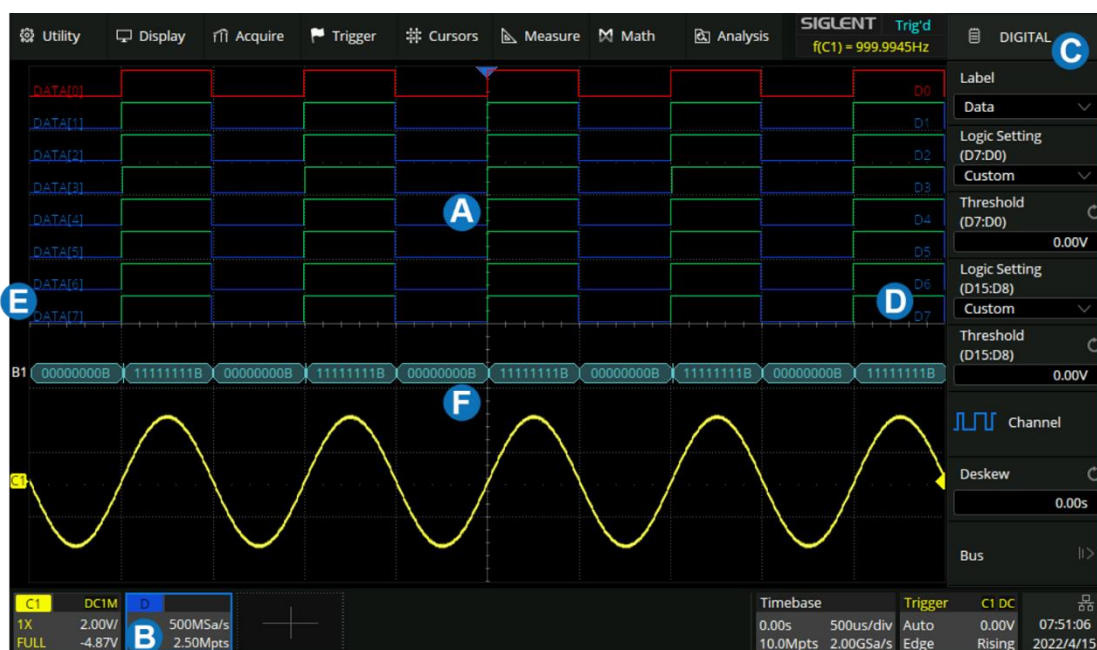 Utility Display Acquire Trigger Cursors Measure Math Analysis
SIGLENT Trig'd
f(C1) = 999.9945Hz
DIGITAL
C
Label
Data
Logic Setting
(D7:D0)
Custom
Threshold
(D7:D0)
0.00V
Logic Setting
(D15:D8)
Custom
Threshold
(D15:D8)
0.00V
Channel
Deskew
0.00s
Bus
DATA[0] D0
DATA[1] D1
DATA[2] D2
DATA[3] D3
A
DATA[4] D4
DATA[5] D5
DATA[6] D6
E D
DATA[7] D7
B1 00000000B 11111111B 00000000B 11111111B 00000000B 11111111B 00000000B 11111111B 00000000B 11111111B
F
C1
C1 DC1M D
1X 2.00V/ 500MSa/s
FULL -4.87V B 2.50Mpts
Timebase Trigger C1 DC
0.00s 500us/div Auto 0.00V 07:51:06
10.0Mpts 2.00GSa/s Edge Rising 2022/4/15